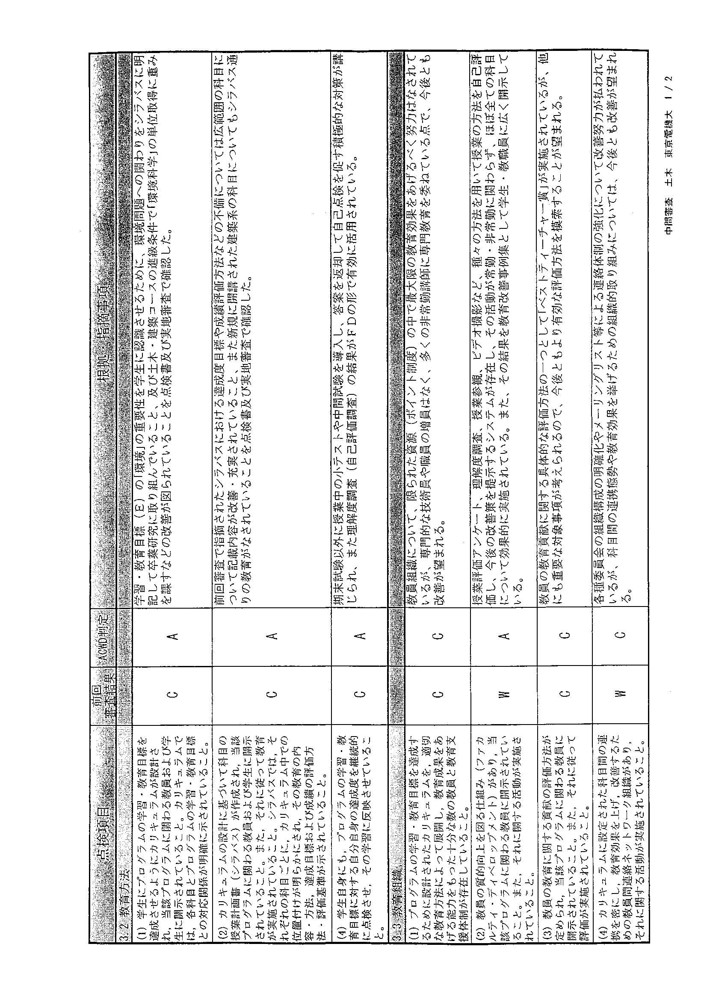 点検項目
前回
審査結果
ACWD判定
根拠・指摘事項
3.2 教育方法
(1) 学生にプログラムの学習・教育目標を
達成させるようにカリキュラムが設計さ
れ，当該プログラムに関わる教員および学
生に開示されていること。カリキュラムで
は，各科目とプログラムの学習・教育目標
との対応関係が明確に示されていること。
C
A
学習・教育目標（E）の「環境」の重要性を学生に認識させるために、環境問題への関わりをシラバスに明
記して卒業研究に取り組んでいること、及び土木・建築コースの進級条件で「環境科学」の単位取得に重み
を課すなどの改善が図られていることを点検書及び実地審査で確認した。
(2) カリキュラムの設計に基づいて科目の
授業計画書（シラバス）が作成され，当該
プログラムに関わる教員および学生に開示
されていること。また，それに従って教育
が実施されていること。シラバスでは，そ
れぞれの科目ごとに，カリキュラム中での
位置付けが明らかにされ，その教育の内
容・方法，達成目標および成績の評価方
法・評価基準が示されていること。
C
A
前回審査で指摘されたシラバスにおける達成度目標や成績評価方法などの不備については広範囲の科目に
ついて記載内容が改善・充実されていること、また新規に開講された建築系の科目についてもシラバス通
りの教育がなされていることを点検書及び実地審査で確認した。
(4) 学生自身にも，プログラムの学習・教
育目標に対する自分自身の達成度を継続的
に点検させ，その学習に反映させているこ
と。
C
A
期末試験以外に授業中の小テストや中間試験を導入し、答案を返却して自己点検を促す積極的な対策が講
じられ、また理解度調査（自己評価調査）の結果がFDの形で有効に活用されている。
3.3 教育組織
(1) プログラムの学習・教育目標を達成す
るために設計されたカリキュラムを，適切
な教育方法によって展開し，教育成果をあ
げる能力をもった十分な数の教員と教育支
援体制が存在していること。
C
C
教員組織について、限られた資源（ポイント制度）の中で最大限の教育効果をあげるべく努力はなされて
いるが、専門的な技術員や職員の増員はなく、多くの非常勤講師に専門教育を委ねている点で、今後とも
改善が望まれる。
(2) 教員の質的向上を図る仕組み（ファカ
ルティ・ディベロップメント）があり，当
該プログラムに関わる教員に開示されてい
ること。また，それに関する活動が実施さ
れていること。
W
A
授業評価アンケート、理解度調査、授業参観、ビデオ撮影など、種々の方法を用いて授業の方法を自己評
価し、今後の改善策を提示するシステムが存在し、その活動が常勤・非常勤に関わらず、ほぼ全ての科目
について効果的に実施されている。また、その結果を教育改善事例集として学生・教職員に広く開示して
いる。
(3) 教員の教育に関する貢献の評価方法が
定められ，当該プログラムに関わる教員に
開示されていること。また，それに従って
評価が実施されていること。
C
C
教員の教育貢献に関する具体的な評価方法の一つとして「ベストティーチャー賞」が実施されているが、他
にも重要な対象事項が考えられるので、今後ともより有効な評価方法を模索することが望まれる。
(4) カリキュラムに設定された科目間の連
携を密にし，教育効果を上げ，改善するた
めの教員間連絡ネットワーク組織があり，
それに関する活動が実施されていること。
W
C
各種委員会の組織構成の明確化やメーリングリスト等による連絡体制の強化について改善努力が払われて
いるが、科目間の連携態勢や教育効果を挙げるための組織的取り組みについては、今後とも改善が望まれ
る。
中間審査 土木 東京電機大 1 / 2